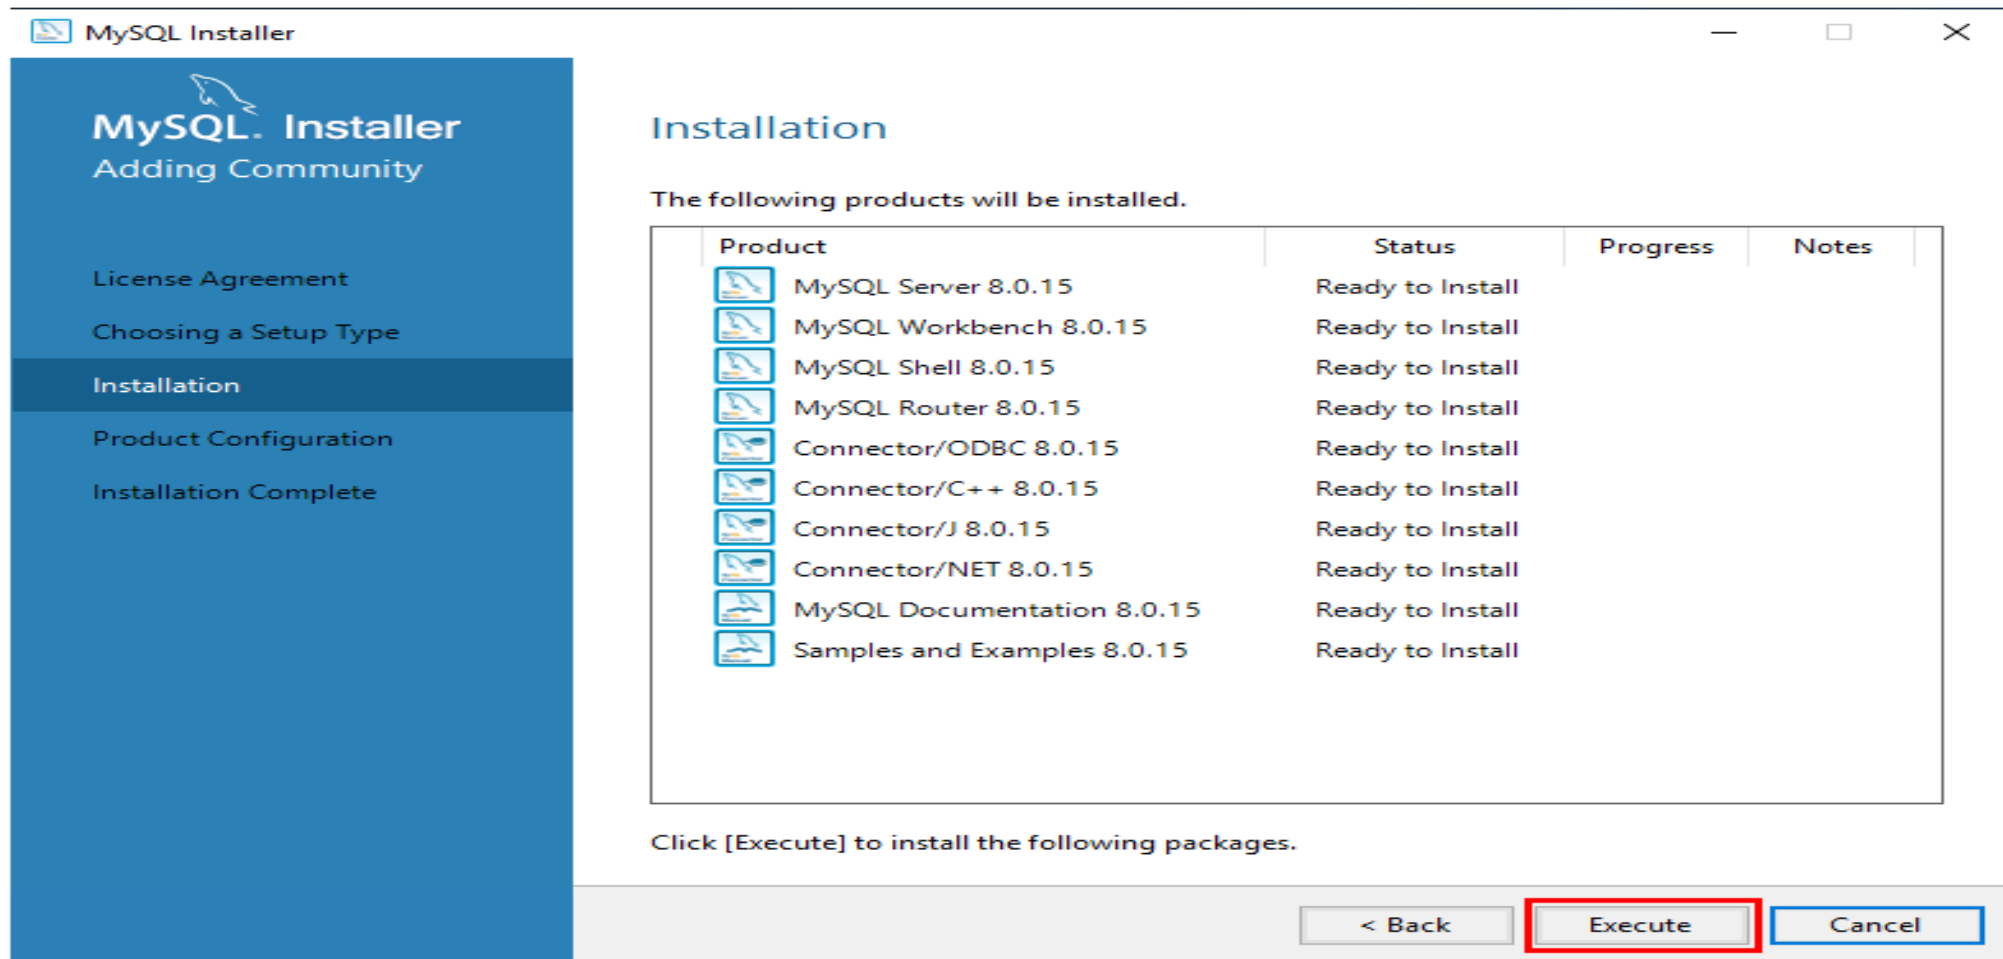 MySQL Installer
MySQL. Installer
Adding Community
License Agreement
Choosing a Setup Type
Installation
Product Configuration
Installation Complete
Installation
The following products will be installed.
Product Status Progress Notes
MySQL Server 8.0.15 Ready to Install
MySQL Workbench 8.0.15 Ready to Install
MySQL Shell 8.0.15 Ready to Install
MySQL Router 8.0.15 Ready to Install
Connector/ODBC 8.0.15 Ready to Install
Connector/C++ 8.0.15 Ready to Install
Connector/J 8.0.15 Ready to Install
Connector/NET 8.0.15 Ready to Install
MySQL Documentation 8.0.15 Ready to Install
Samples and Examples 8.0.15 Ready to Install
Click [Execute] to install the following packages.
< Back Execute Cancel